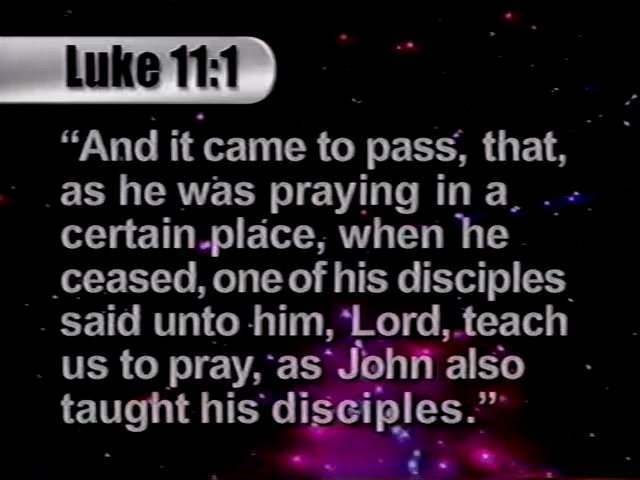 Luke 11:1
“And it came to pass, that,
as he was praying in a
certain place, when he
ceased, one of his disciples
said unto him, Lord, teach
us to pray, as John also
taught his disciples.”